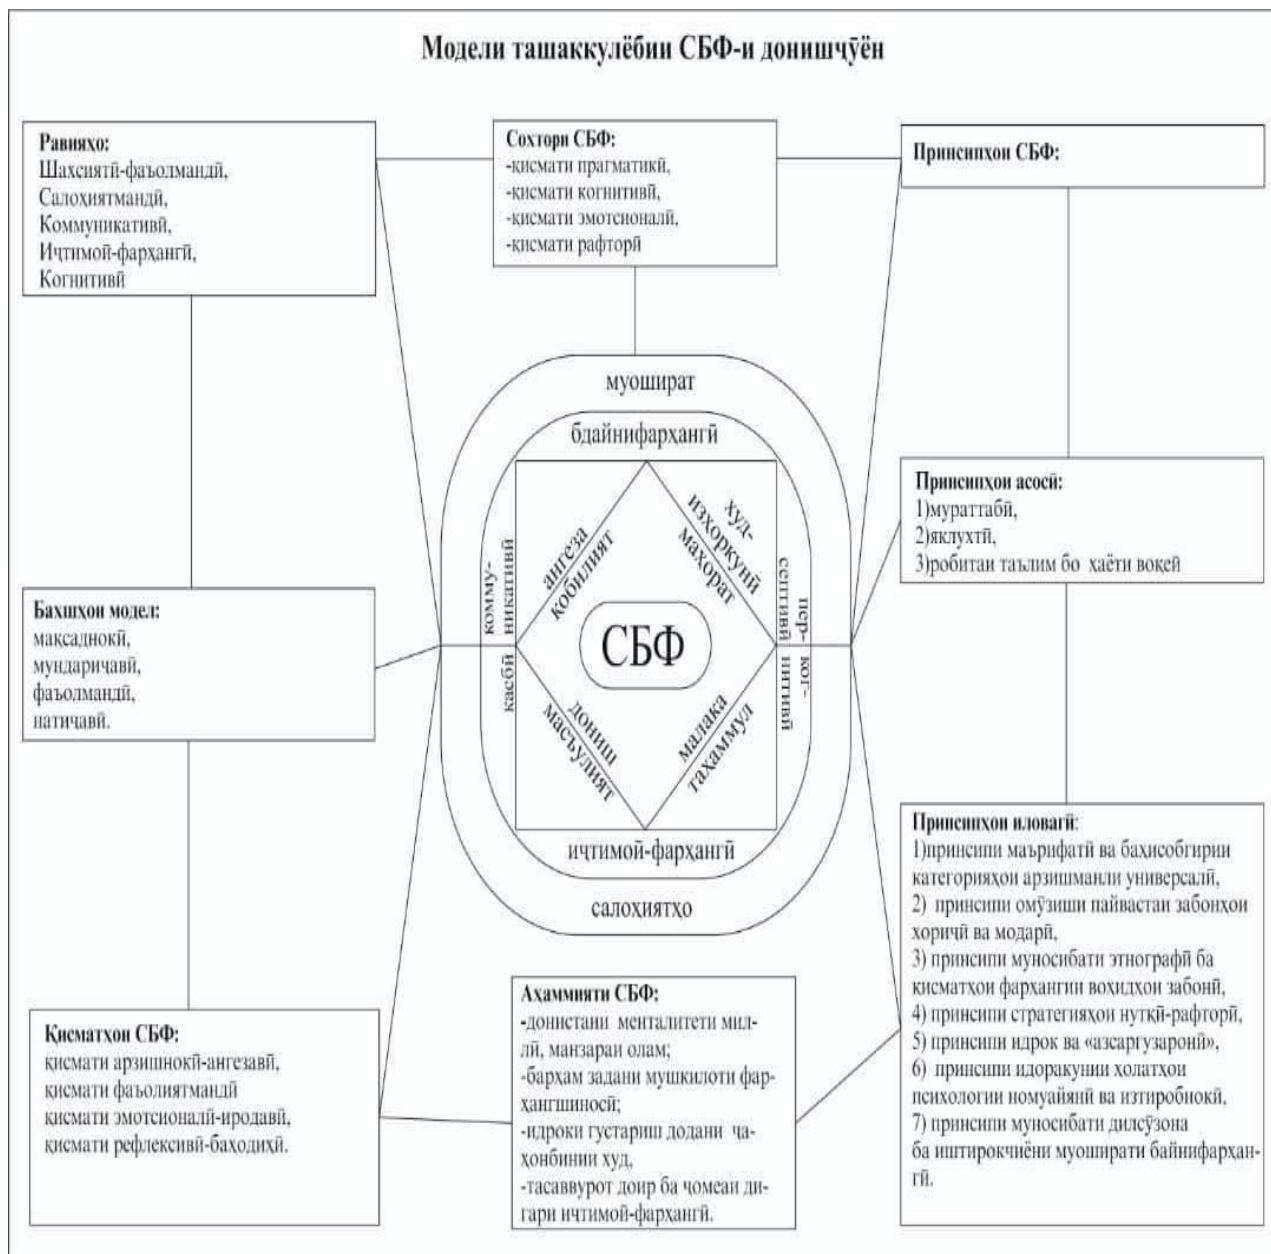 Модели ташаккулёбии СБФ-и донишҷӯён
Равияҳо:
Шахсиятӣ-фаъолмандӣ,
Салоҳиятмандӣ,
Коммуникативӣ,
Иҷтимоӣ-фарҳангӣ,
Когнитивӣ
Сохтори СБФ:
-қисмати прагматикӣ,
-қисмати когнитивӣ,
-қисмати эмотсионалӣ,
-қисмати рафторӣ
Принсипҳои СБФ:
муошират
бдайнифарҳангӣ
комму-
никативӣ
касбӣ
ангеза
кобилият
худ-
изҳоркунӣ
маҳорат
пер-
септивӣ
ког-
нитивӣ
СБФ
дониш
масъулият
малака
таҳаммул
иҷтимоӣ-фарҳангӣ
салоҳиятҳо
Принсипҳои асосӣ:
1)мураттабӣ,
2)яклухтӣ,
3)робитаи таълим бо ҳаёти воқеӣ
Бахшҳои модел:
мақсаднокӣ,
мундариҷавӣ,
фаъолмандӣ,
натиҷавӣ.
Принсипҳои иловагӣ:
1)принсипи маърифатӣ ва баҳисобгирии
категорияҳои арзишманли универсалӣ,
2) принсипи омӯзиши пайвастаи забонҳои
хориҷӣ ва модарӣ,
3) принсипи муносибати этнографӣ ба
қисматҳои фарҳангии воҳидҳои забонӣ,
4) принсипи стратегияҳои нутқӣ-рафторӣ,
5) принсипи идрок ва «азсаргузаронӣ»,
6) принсипи идоракунии ҳолатҳои
психологии номуайянӣ ва изтиробнокӣ,
7) принсипи муносибати дилсӯзона
ба иштирокчиёни муоширати байнифарҳан-
гӣ.
Қисматҳои СБФ:
қисмати арзишнокӣ-ангезавӣ,
қисмати фаъолиятмандӣ
қисмати эмотсионалӣ-иродавӣ,
қисмати рефлексивӣ-баҳодиҳӣ.
Аҳаммияти СБФ:
-донистани менталитети мил-
лӣ, манзараи олам;
-барҳам задани мушкилоти фар-
ҳангшиносӣ;
-идроки густариш додани ҷа-
ҳонбинии худ,
-тасаввурот доир ба ҷомеаи ди-
гари иҷтимоӣ-фарҳангӣ.